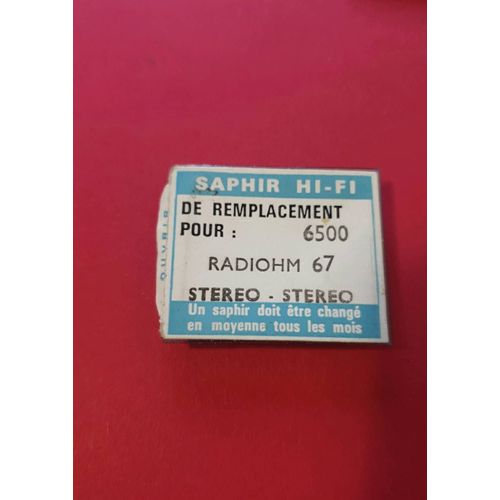 SAPHIR HI-FI
DE REMPLACEMENT
POUR : 6500
RADIOHM 67
STEREO - STEREO
Un saphir doit être changé
en moyenne tous les mois
OUVRIR